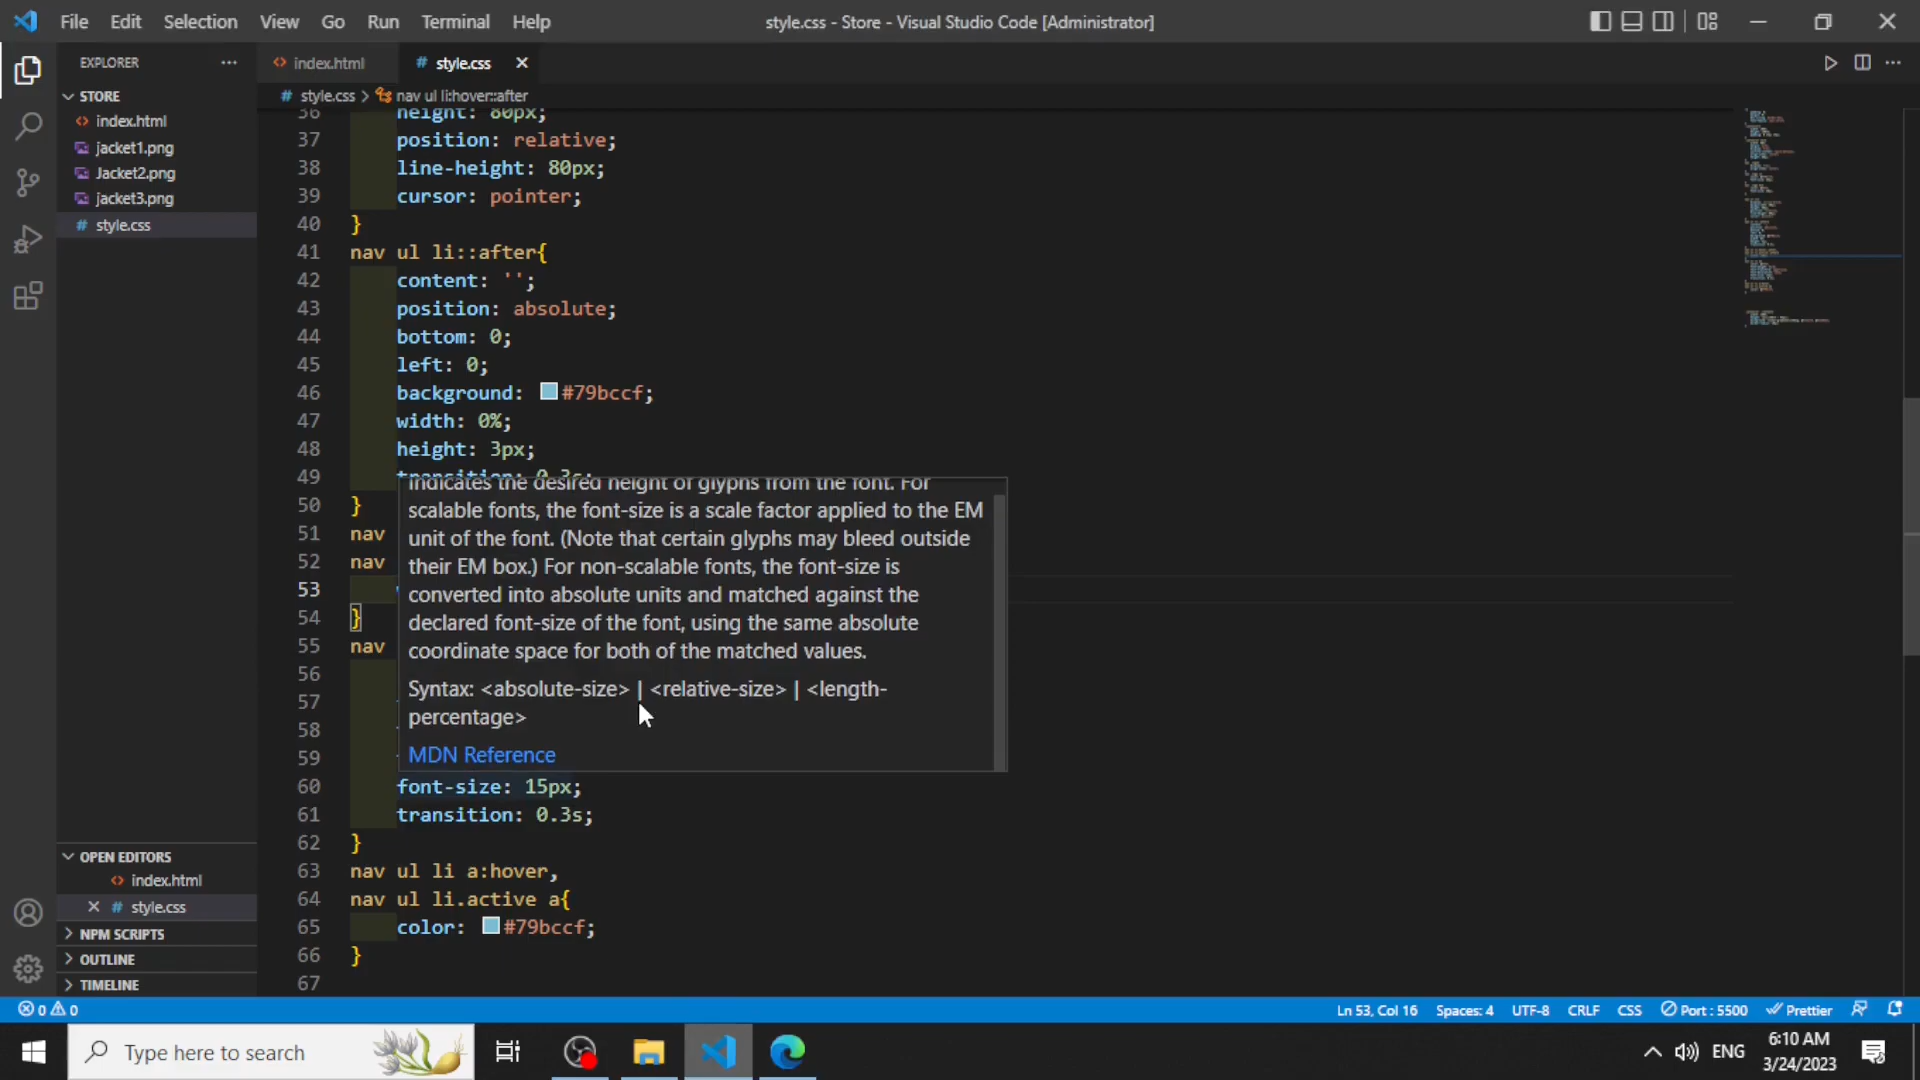 File Edit Selection View Go Run Terminal Help
style.css - Store - Visual Studio Code [Administrator]
EXPLORER
STORE
index.html
jacket1.png
Jacket2.png
jacket3.png
style.css
OPEN EDITORS
index.html
style.css
NPM SCRIPTS
OUTLINE
TIMELINE
index.html
style.css
style.css > nav ul li:hover::after
36 height: 80px;
37 position: relative;
38 line-height: 80px;
39 cursor: pointer;
40 }
41 nav ul li::after{
42 content: '';
43 position: absolute;
44 bottom: 0;
45 left: 0;
46 background: #79bccf;
47 width: 0%;
48 height: 3px;
49 transition: 0.3s;
50 }
51 nav
52 nav
53
54 }
55 nav
56
57
58
59
60 font-size: 15px;
61 transition: 0.3s;
62 }
63 nav ul li a:hover,
64 nav ul li.active a{
65 color: #79bccf;
66 }
67
Indicates the desired height of glyphs from the font. For
scalable fonts, the font-size is a scale factor applied to the EM
unit of the font. (Note that certain glyphs may bleed outside
their EM box.) For non-scalable fonts, the font-size is
converted into absolute units and matched against the
declared font-size of the font, using the same absolute
coordinate space for both of the matched values.
Syntax: <absolute-size> | <relative-size> | <length-
percentage>
MDN Reference
0 0
Ln 53, Col 16 Spaces: 4 UTF-8 CRLF CSS Port : 5500 Prettier
Type here to search
ENG
6:10 AM
3/24/2023